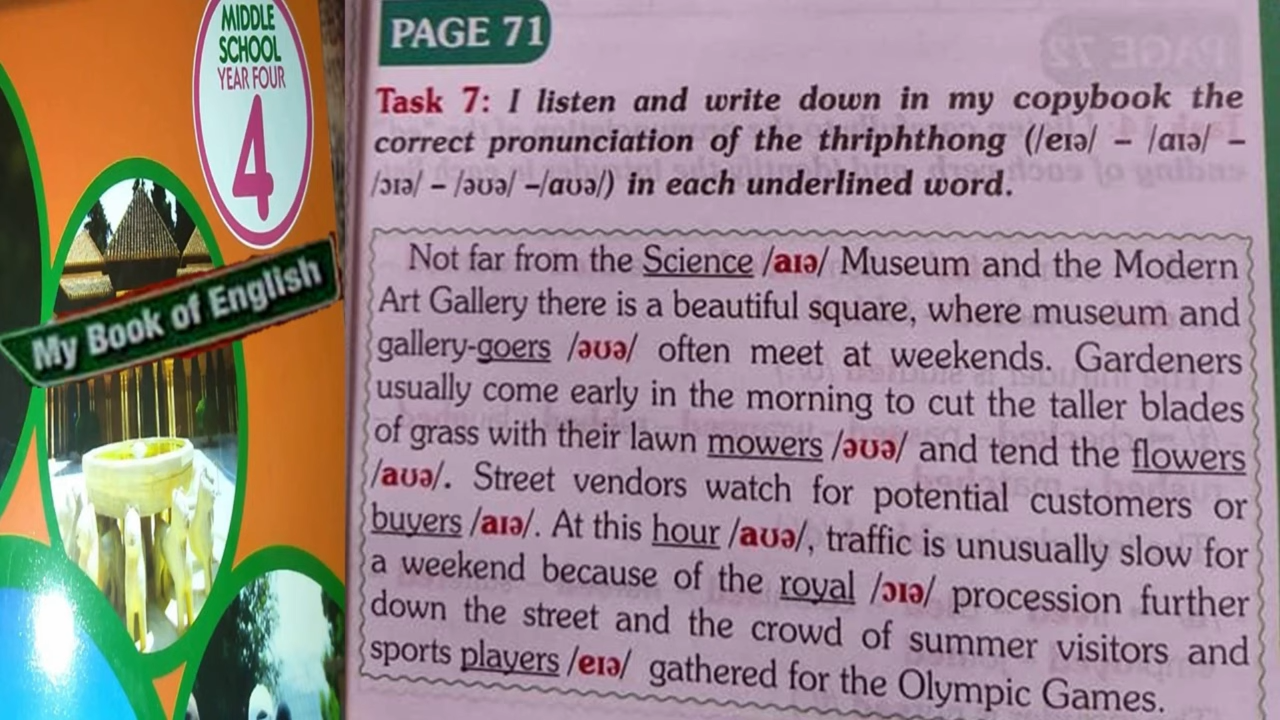 MIDDLE
SCHOOL
YEAR FOUR
4
My Book of English
PAGE 71
Task 7: I listen and write down in my copybook the
correct pronunciation of the thriphthong (/eɪə/ – /ɑɪə/ –
/ɔɪə/ – /əʊə/ –/ɑʊə/) in each underlined word.
Not far from the Science /aɪə/ Museum and the Modern
Art Gallery there is a beautiful square, where museum and
gallery-goers /əʊə/ often meet at weekends. Gardeners
usually come early in the morning to cut the taller blades
of grass with their lawn mowers /əʊə/ and tend the flowers
/aʊə/. Street vendors watch for potential customers or
buyers /aɪə/. At this hour /aʊə/, traffic is unusually slow for
a weekend because of the royal /ɔɪə/ procession further
down the street and the crowd of summer visitors and
sports players /eɪə/ gathered for the Olympic Games.